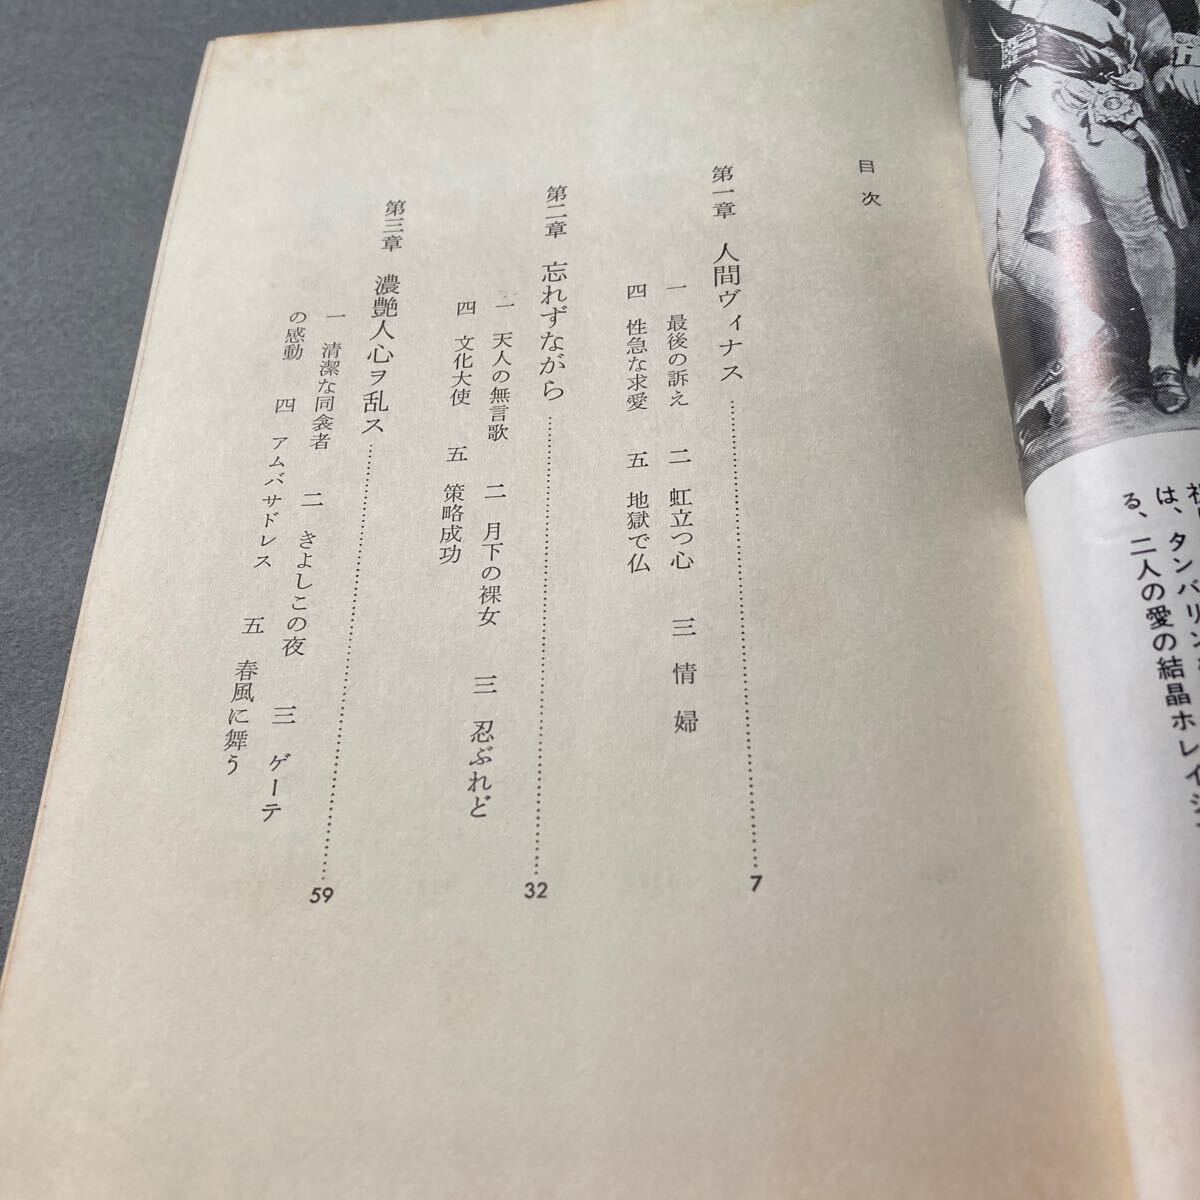 祖
は、タンバリン
る、二人の愛の結晶ホレイシ
目次
第一章 人間ヴィナス……7
一 最後の訴え 二 虹立つ心 三 情婦
四 性急な求愛 五 地獄で仏
第二章 忘れずながら……32
一 天人の無言歌 二 月下の裸女 三 忍ぶれど
四 文化大使 五 策略成功
第三章 濃艶人心ヲ乱ス……59
一 清潔な同衾者 二 きよしこの夜 三 ゲーテ
の感動 四 アムバサドレス 五 春風に舞う